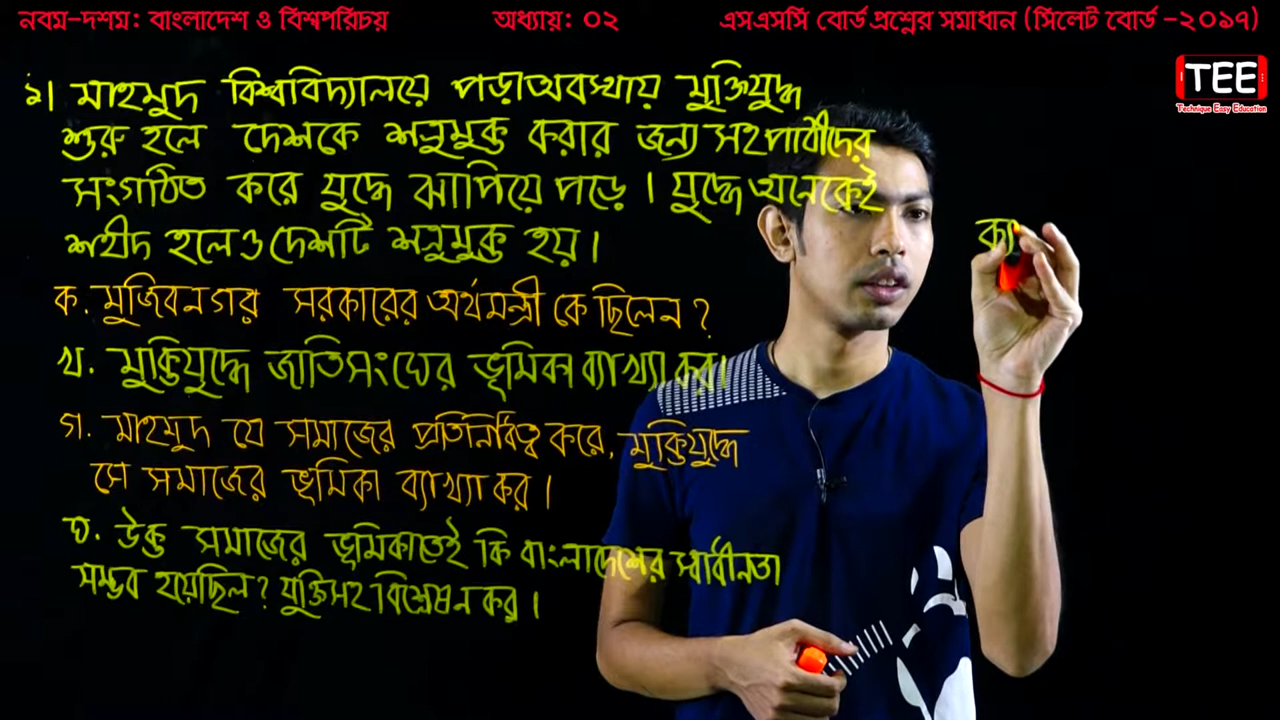 নবম-দশম: বাংলাদেশ ও বিশ্বপরিচয় অধ্যায়: ০২ এসএসসি বোর্ড প্রশ্নের সমাধান (সিলেট বোর্ড -২০১৭)
TEE
Technique Easy Education
১। মাহমুদ বিশ্ববিদ্যালয়ে পড়াঅবস্থায় মুক্তিযুদ্ধে
শুরু হলে দেশকে শত্রুমুক্ত করার জন্য সহপাঠীদের
সংগঠিত করে যুদ্ধে ঝাপিয়ে পড়ে। যুদ্ধে অনেকেই
শহীদ হলেও দেশটি শত্রুমুক্ত হয়।
ক. মুজিবনগর সরকারের অর্থমন্ত্রী কে ছিলেন?
খ. মুক্তিযুদ্ধে জাতিসংঘের ভূমিকা ব্যাখ্যা কর।
গ. মাহমুদ যে সমাজের প্রতিনিধিত্ব করে, মুক্তিযুদ্ধে
সে সমাজের ভূমিকা ব্যাখ্যা কর।
ঘ. উক্ত সমাজের ভূমিকাতেই কি বাংলাদেশের স্বাধীনতা
সম্ভব হয়েছিল? যুক্তিসহ বিশ্লেষন কর।